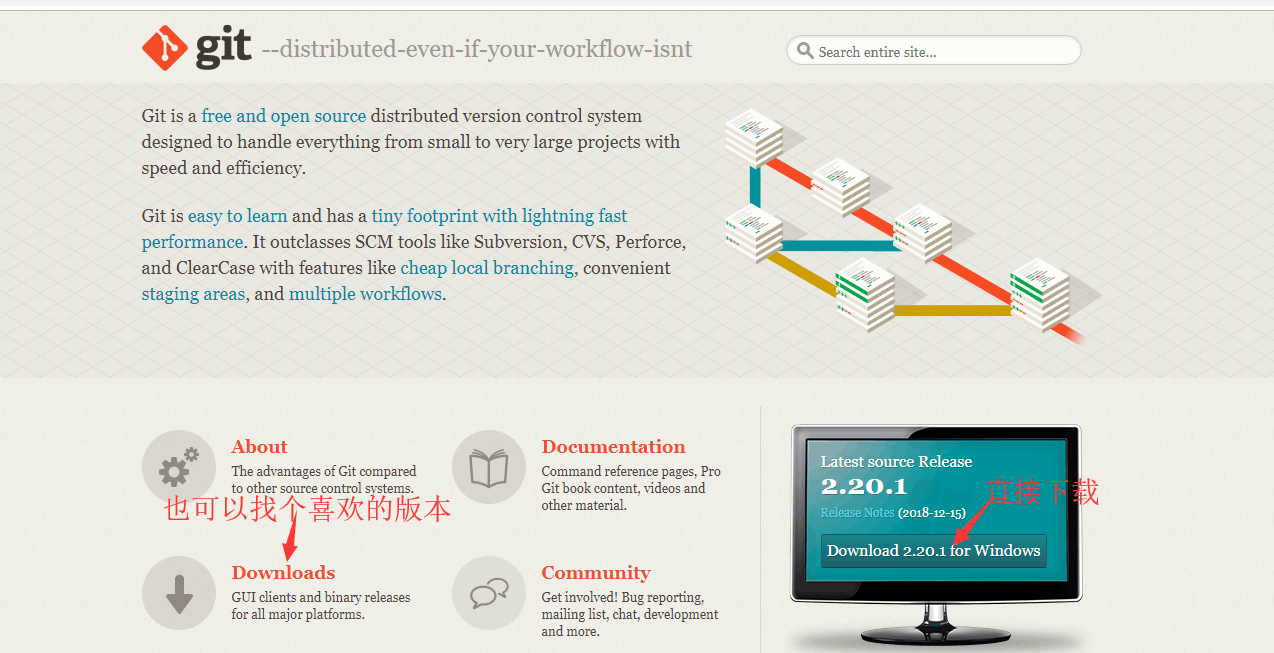 git --distributed-even-if-your-workflow-isnt
Search entire site...
Git is a free and open source distributed version control system
designed to handle everything from small to very large projects with
speed and efficiency.
Git is easy to learn and has a tiny footprint with lightning fast
performance. It outclasses SCM tools like Subversion, CVS, Perforce,
and ClearCase with features like cheap local branching, convenient
staging areas, and multiple workflows.
About
The advantages of Git compared
to other source control systems.
也可以找个喜欢的版本
Downloads
GUI clients and binary releases
for all major platforms.
Documentation
Command reference pages, Pro
Git book content, videos and
other material.
Community
Get involved! Bug reporting,
mailing list, chat, development
and more.
Latest source Release
2.20.1
Release Notes (2018-12-15)
直接下载
Download 2.20.1 for Windows